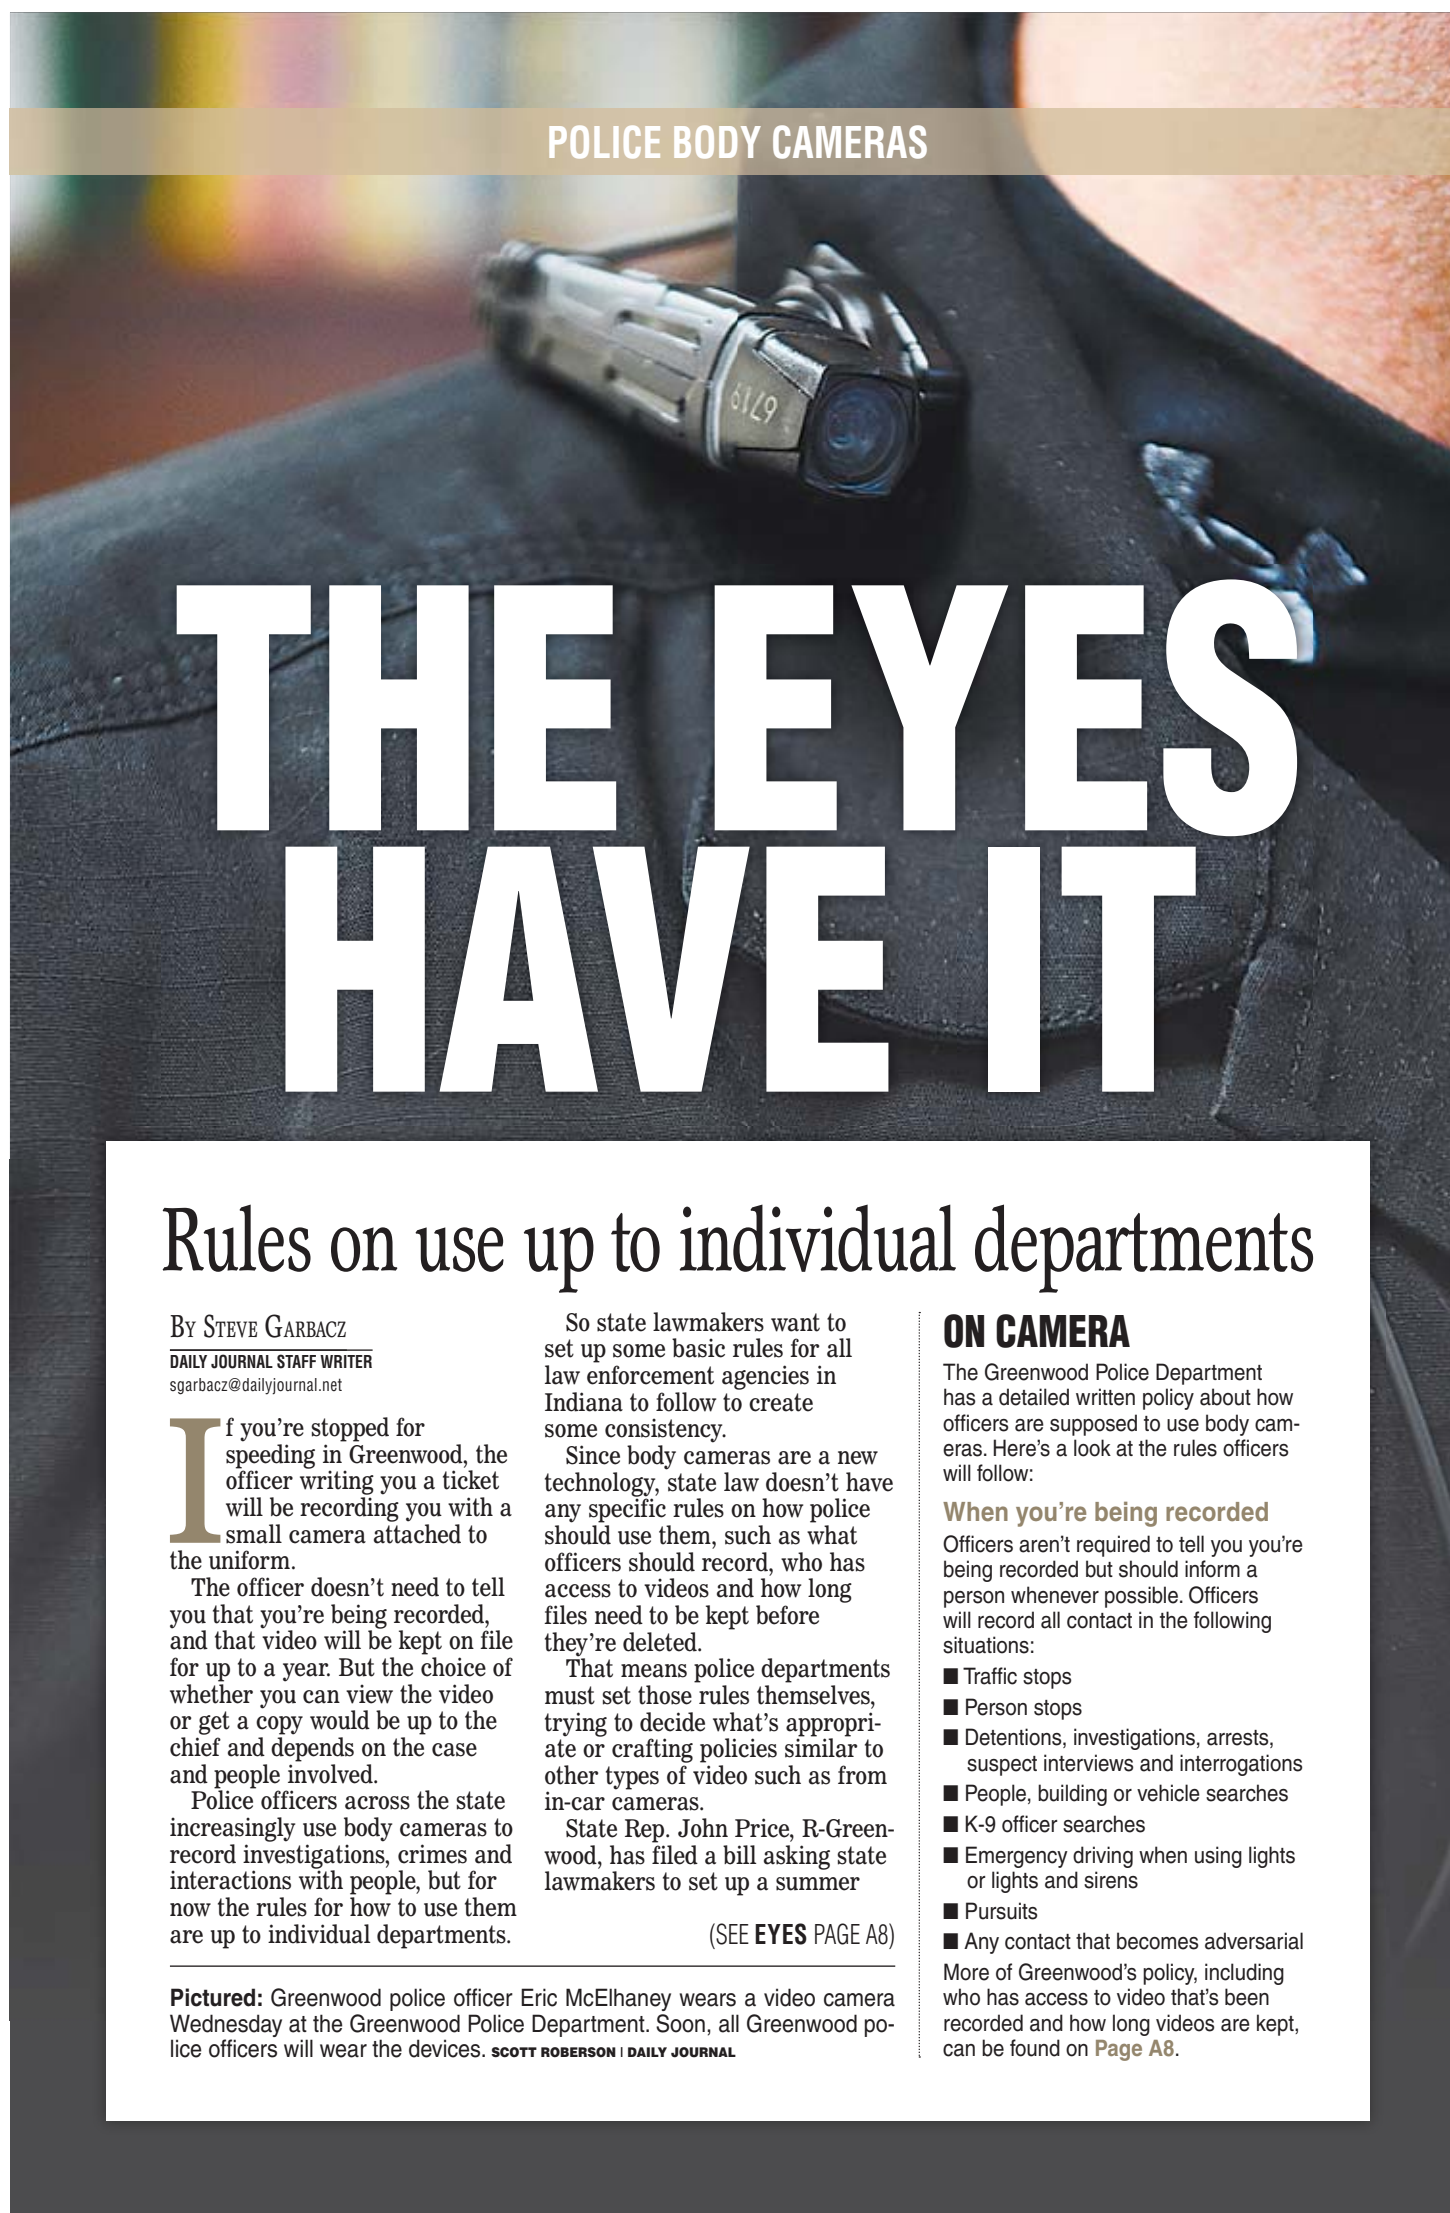 POLICE BODY CAMERAS
6719
THE EYES
HAVE IT
Rules on use up to individual departments
BY STEVE GARBACZ
DAILY JOURNAL STAFF WRITER
sgarbacz@dailyjournal.net
If you're stopped for
speeding in Greenwood, the
officer writing you a ticket
will be recording you with a
small camera attached to
the uniform.
The officer doesn't need to tell
you that you're being recorded,
and that video will be kept on file
for up to a year. But the choice of
whether you can view the video
or get a copy would be up to the
chief and depends on the case
and people involved.
Police officers across the state
increasingly use body cameras to
record investigations, crimes and
interactions with people, but for
now the rules for how to use them
are up to individual departments.
So state lawmakers want to
set up some basic rules for all
law enforcement agencies in
Indiana to follow to create
some consistency.
Since body cameras are a new
technology, state law doesn't have
any specific rules on how police
should use them, such as what
officers should record, who has
access to videos and how long
files need to be kept before
they're deleted.
That means police departments
must set those rules themselves,
trying to decide what's appropri-
ate or crafting policies similar to
other types of video such as from
in-car cameras.
State Rep. John Price, R-Green-
wood, has filed a bill asking state
lawmakers to set up a summer
(SEE EYES PAGE A8)
Pictured: Greenwood police officer Eric McElhaney wears a video camera
Wednesday at the Greenwood Police Department. Soon, all Greenwood po-
lice officers will wear the devices. SCOTT ROBERSON | DAILY JOURNAL
ON CAMERA
The Greenwood Police Department
has a detailed written policy about how
officers are supposed to use body cam-
eras. Here's a look at the rules officers
will follow:
When you're being recorded
Officers aren't required to tell you you're
being recorded but should inform a
person whenever possible. Officers
will record all contact in the following
situations:
■ Traffic stops
■ Person stops
■ Detentions, investigations, arrests,
suspect interviews and interrogations
■ People, building or vehicle searches
■ K-9 officer searches
■ Emergency driving when using lights
or lights and sirens
■ Pursuits
■ Any contact that becomes adversarial
More of Greenwood's policy, including
who has access to video that's been
recorded and how long videos are kept,
can be found on Page A8.